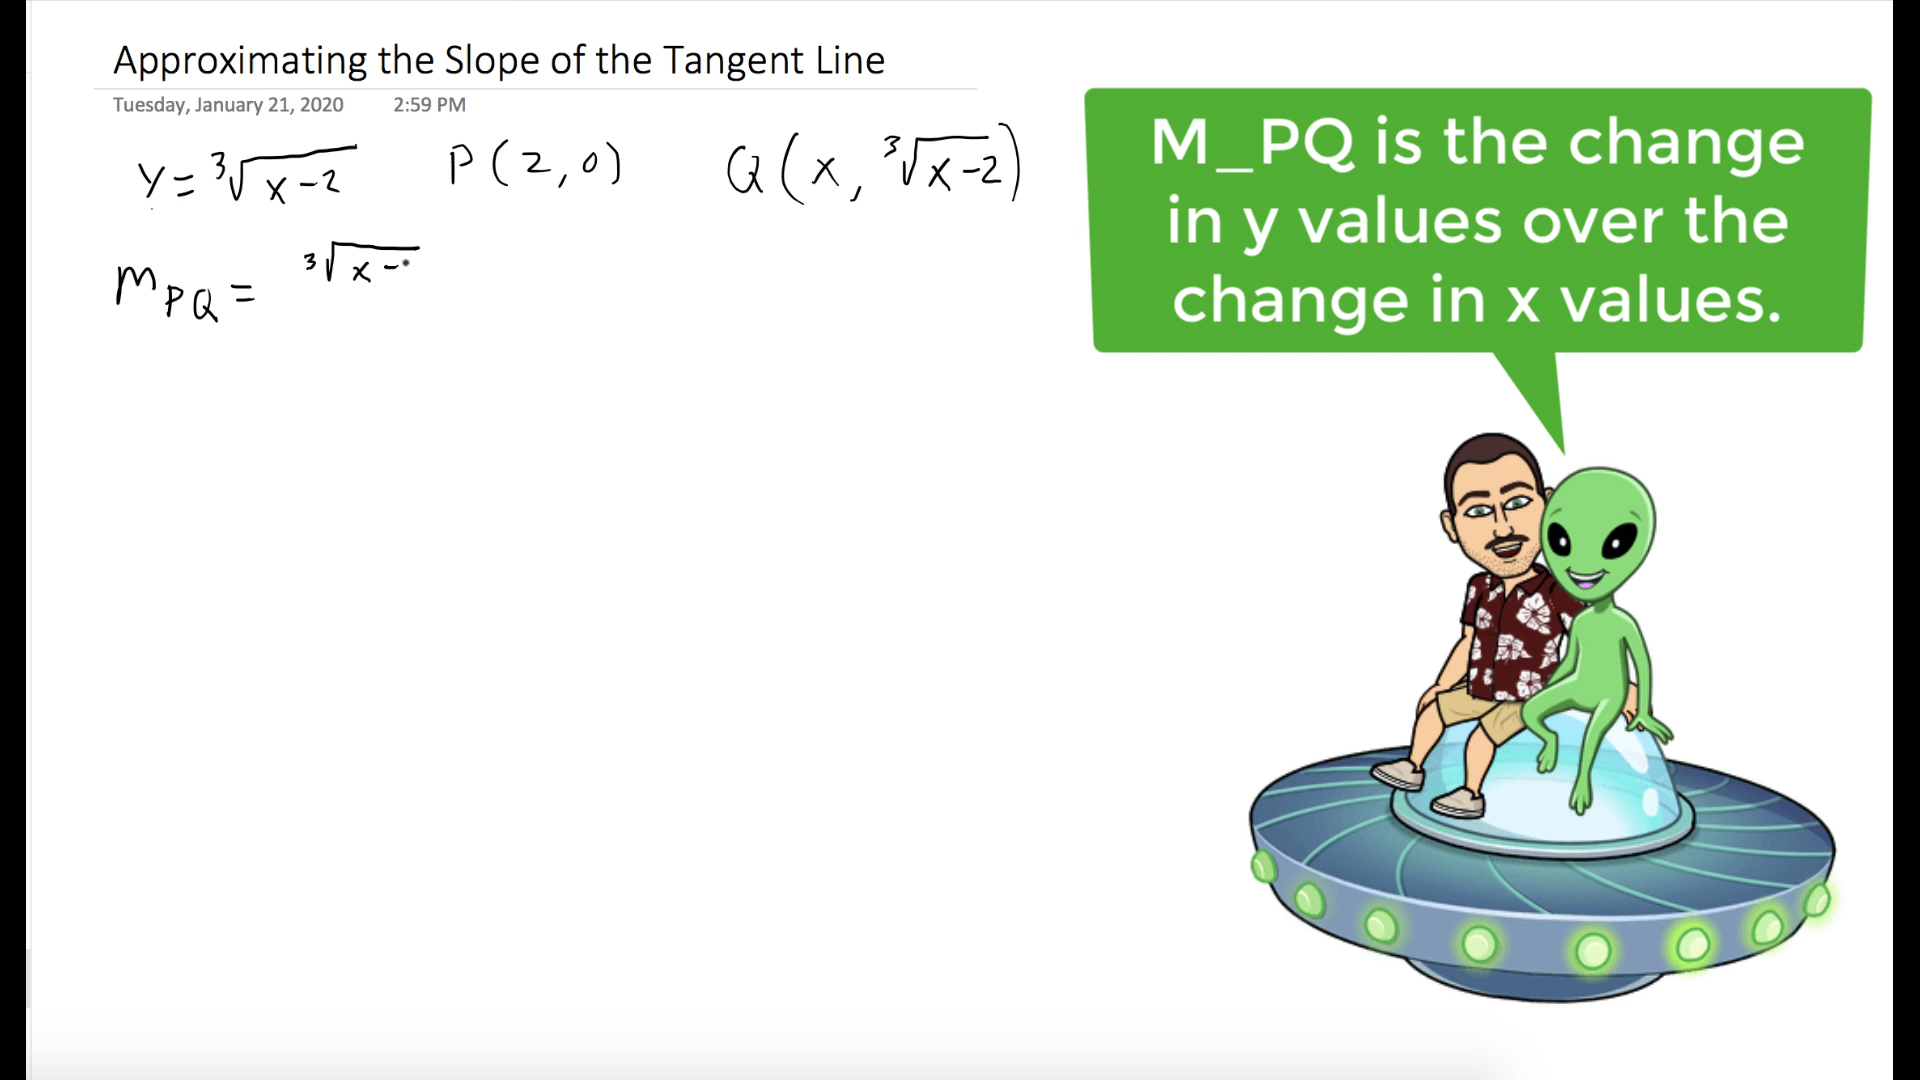 Approximating the Slope of the Tangent Line
Tuesday, January 21, 2020 2:59 PM
y = ∛(x-2) P(2,0) Q(x, ∛(x-2))
m_PQ = ∛(x-
M_PQ is the change
in y values over the
change in x values.